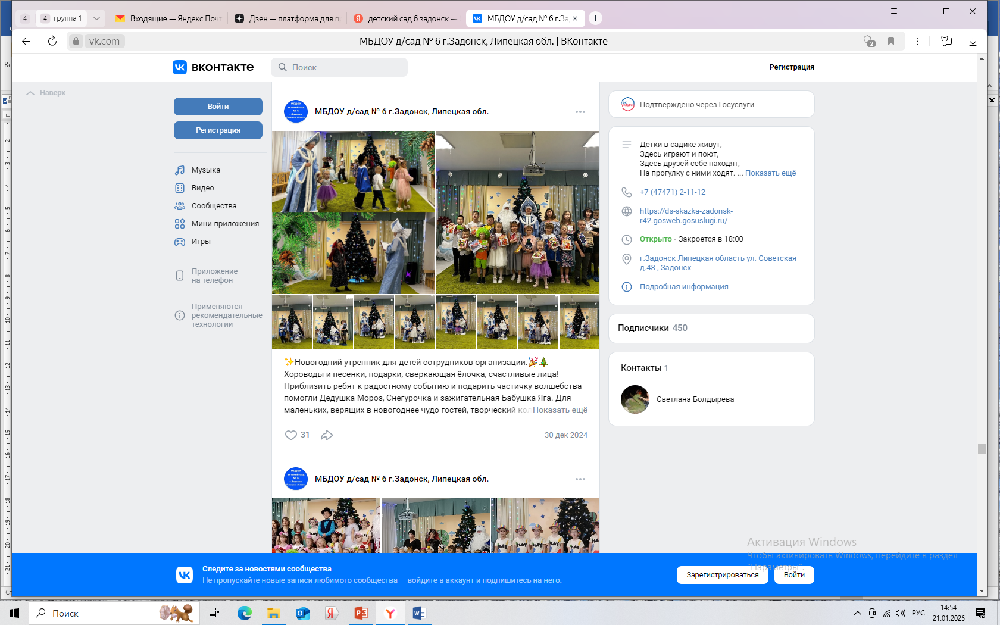 4
4 группа 1
Входящие — Яндекс Почт
Дзен — платформа для п
детский сад 6 задонск —
МБДОУ д/сад № 6 г.За
vk.com
МБДОУ д/сад № 6 г.Задонск, Липецкая обл. | ВКонтакте
2
Вс
вконтакте
Поиск
Регистрация
Наверх
Войти
Регистрация
Музыка
Видео
Сообщества
Мини-приложения
Игры
Приложение
на телефон
Применяются
рекомендательные
технологии
МБДОУ д/сад № 6 г.Задонск, Липецкая обл.
✨Новогодний утренник для детей сотрудников организации.🎉🎄
Хороводы и песенки, подарки, сверкающая ёлочка, счастливые лица!
Приблизить ребят к радостному событию и подарить частичку волшебства
помогли Дедушка Мороз, Снегурочка и зажигательная Бабушка Яга. Для
маленьких, верящих в новогоднее чудо гостей, творческий кол Показать ещё
31
30 дек 2024
МБДОУ д/сад № 6 г.Задонск, Липецкая обл.
Подтверждено через Госуслуги
Детки в садике живут,
Здесь играют и поют,
Здесь друзей себе находят,
На прогулку с ними ходят. ... Показать ещё
+7 (47471) 2-11-12
https://ds-skazka-zadonsk-
r42.gosweb.gosuslugi.ru/
Открыто · Закроется в 18:00
г.Задонск Липецкая область ул. Советская
д.48 , Задонск
Подробная информация
Подписчики 450
Контакты 1
Светлана Болдырева
Активация Windows
Чтобы активировать Windows, перейдите в раздел
"Параметры".
Следите за новостями сообщества
Не пропускайте новые записи любимого сообщества — войдите в аккаунт и подпишитесь на него.
Зарегистрироваться
Войти
Ст
Поиск
РУС
14:54
21.01.2025